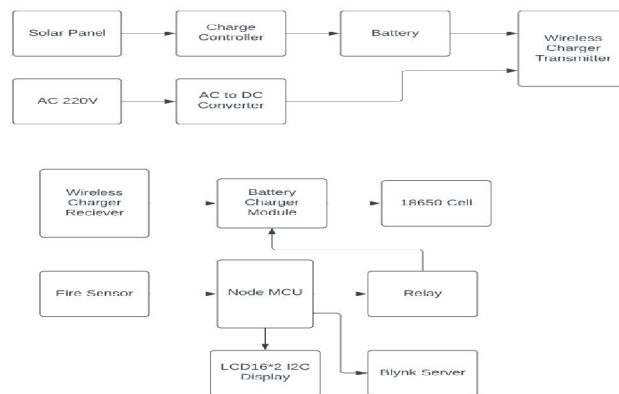 Solar Panel
Charge
Controller
Battery
Wireless
Charger
Transmitter
AC 220V
AC to DC
Converter
Wireless
Charger
Reciever
Battery
Charger
Module
18650 Cell
Fire Sensor
Node MCU
Relay
LCD16*2 I2C
Display
Blynk Server